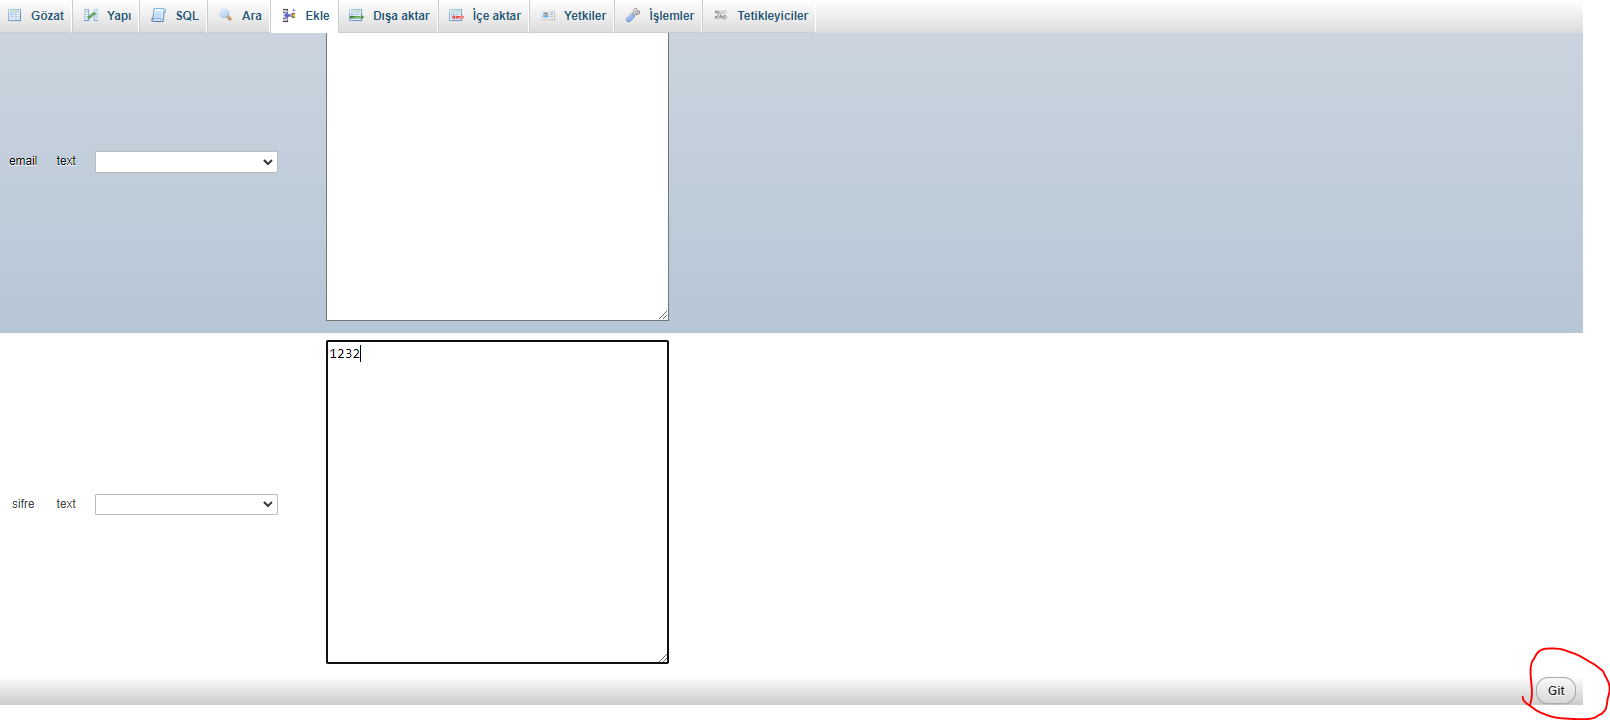 Gözat Yapı SQL Ara Ekle Dışa aktar İçe aktar Yetkiler İşlemler Tetikleyiciler
email text
1232
sifre text
Git